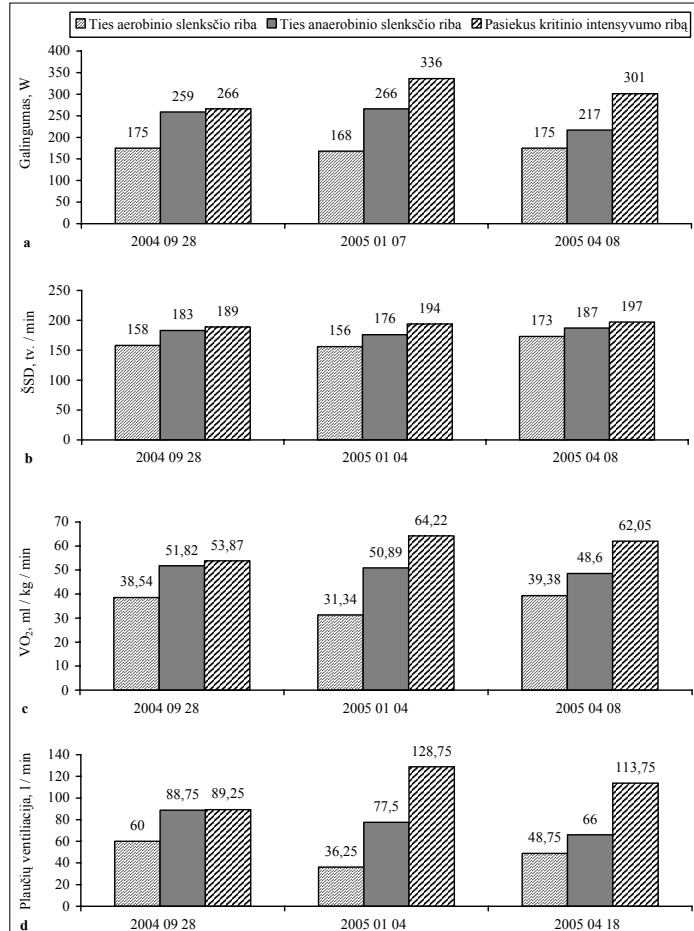 Ties aerobinio slenksčio riba Ties anaerobinio slenksčio riba Pasiekus kritinio intensyvumo ribą
Galingumas, W
400
350
300
250
200
150
100
50
0
175 259 266 168 266 336 175 217 301
2004 09 28 2005 01 07 2005 04 08
a
ŠSD, tv. / min
250
200
150
100
50
0
158 183 189 156 176 194 173 187 197
2004 09 28 2005 01 04 2005 04 08
b
VO₂, ml / kg / min
70
60
50
40
30
20
10
0
38,54 51,82 53,87 31,34 50,89 64,22 39,38 48,6 62,05
2004 09 28 2005 01 04 2005 04 08
c
Plaučių ventiliacija, l / min
140
120
100
80
60
40
20
0
60 88,75 89,25 36,25 77,5 128,75 48,75 66 113,75
2004 09 28 2005 01 04 2005 04 18
d